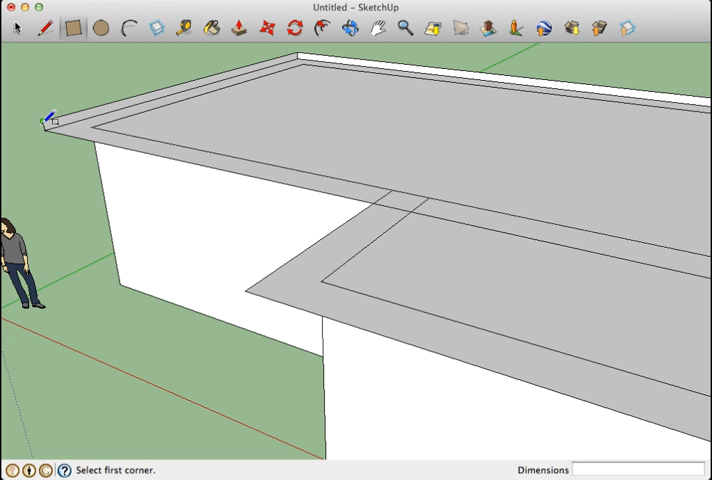 Untitled – SketchUp
Select first corner.
Dimensions